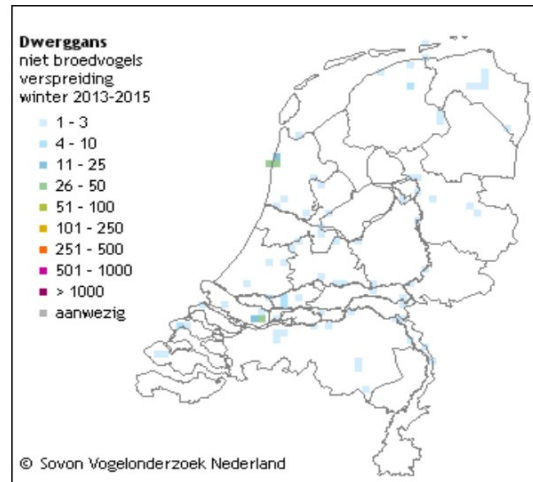 Dwerggans
niet broedvogels
verspreiding
winter 2013-2015
1 - 3
4 - 10
11 - 25
26 - 50
51 - 100
101 - 250
251 - 500
501 - 1000
> 1000
aanwezig
© Sovon Vogelonderzoek Nederland